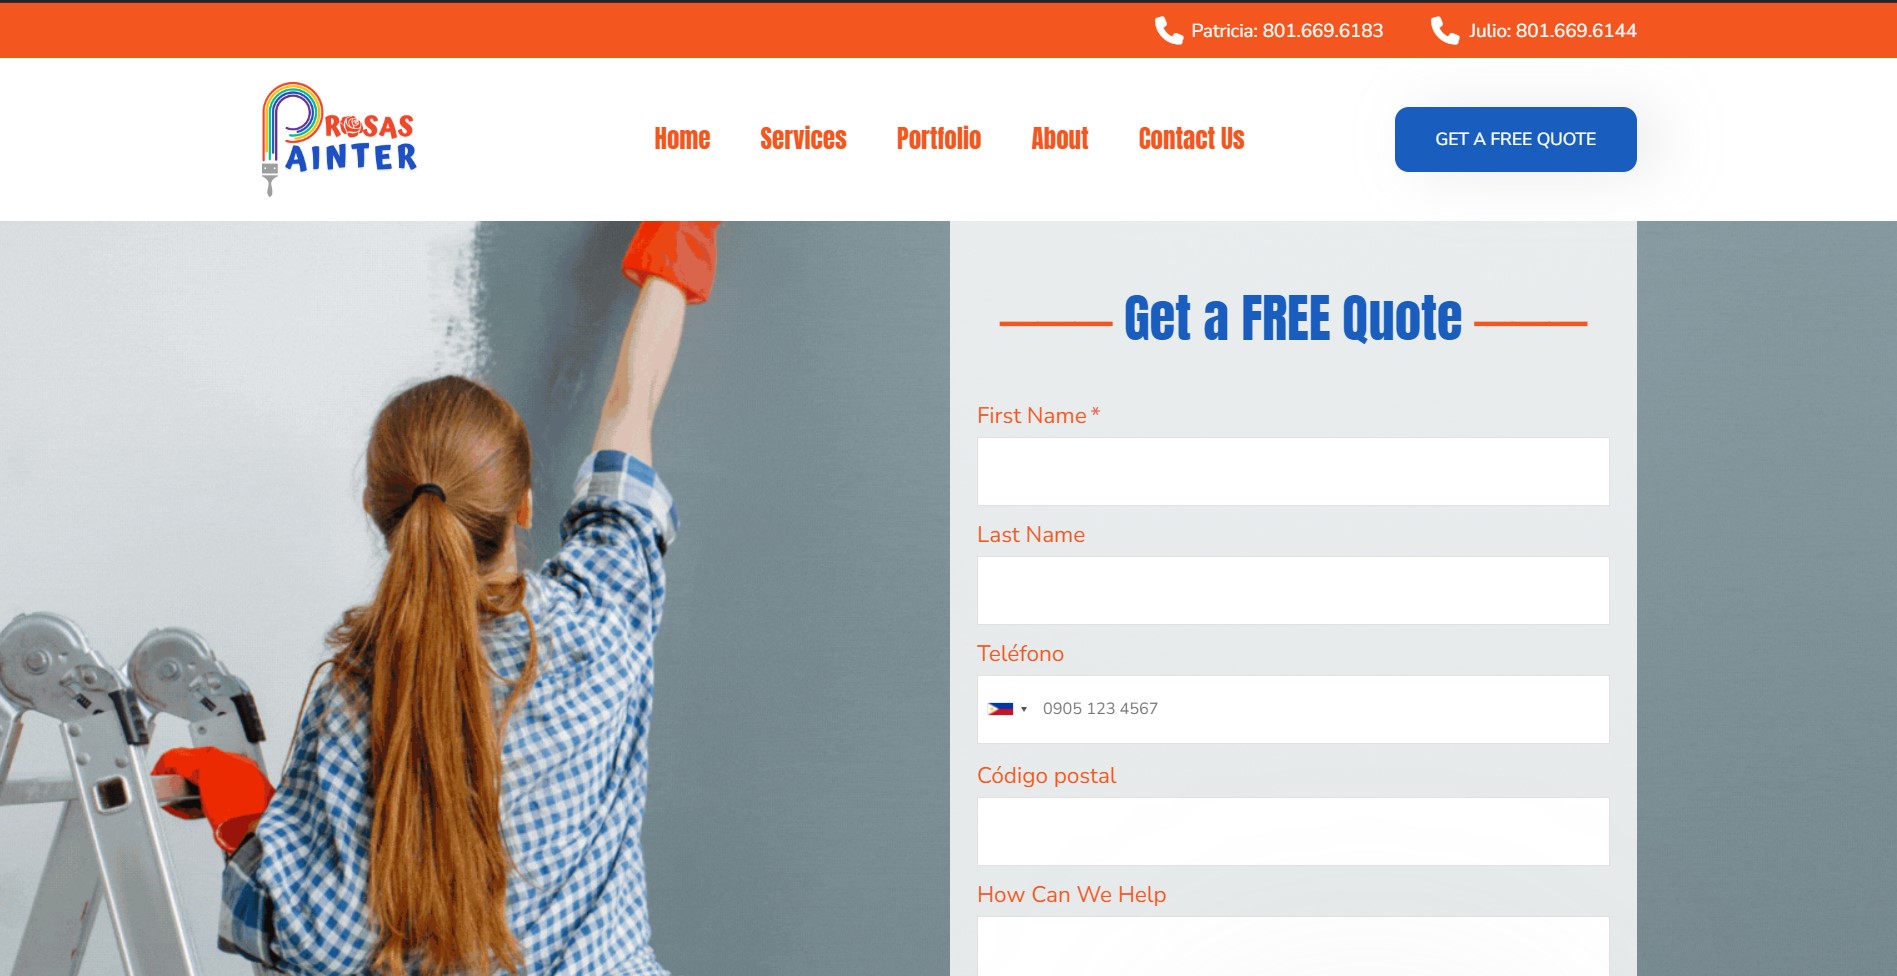 Patricia: 801.669.6183 Julio: 801.669.6144
ROSAS
PAINTER
Home Services Portfolio About Contact Us
GET A FREE QUOTE
Get a FREE Quote
First Name *
Last Name
Teléfono
0905 123 4567
Código postal
How Can We Help